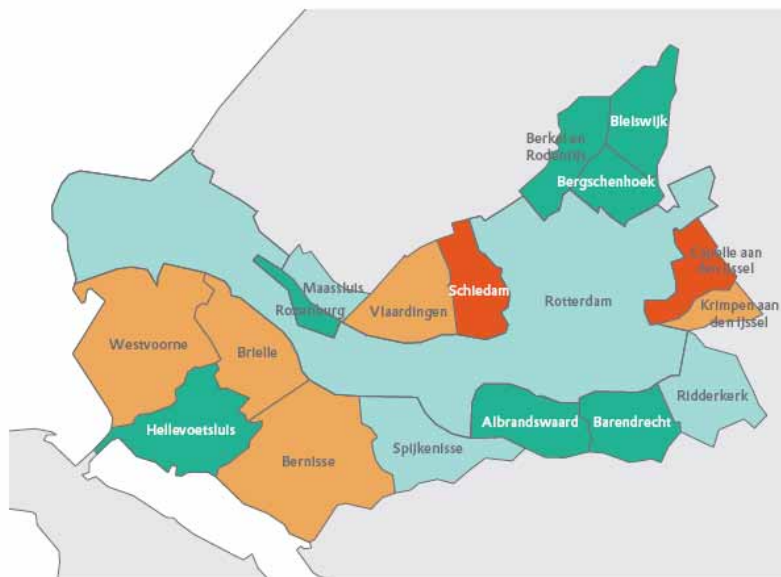 Bleiswijk
Berkel en
Rodenrijs
Bergschenhoek
Capelle aan
den IJssel
Maassluis
Schiedam
Rozenburg
Vlaardingen
Rotterdam
Krimpen aan
den IJssel
Westvoorne
Brielle
Ridderkerk
Albrandswaard
Barendrecht
Hellevoetsluis
Spijkenisse
Bernisse